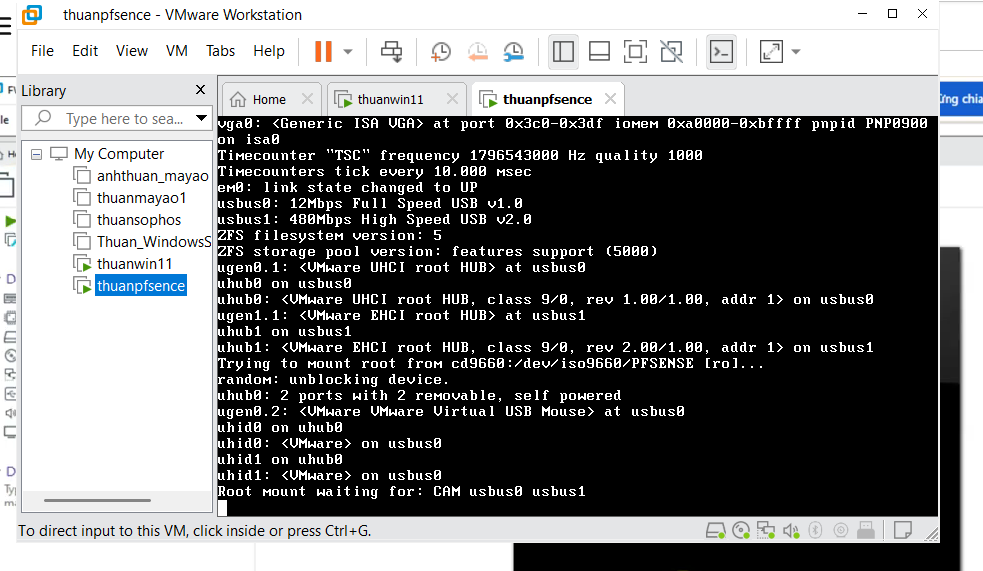 thuanpfsence - VMware Workstation
File Edit View VM Tabs Help
Library
Type here to sea...
My Computer
anhthuan_mayao
thuanmayao1
thuansophos
Thuan_WindowsS
thuanwin11
thuanpfsence
Home
thuanwin11
thuanpfsence
vga0: <Generic ISA VGA> at port 0x3c0-0x3df iomem 0xa0000-0xbffff pnpid PNP0900
on isa0
Timecounter "TSC" frequency 1796543000 Hz quality 1000
Timecounters tick every 10.000 msec
em0: link state changed to UP
usbus0: 12Mbps Full Speed USB v1.0
usbus1: 480Mbps High Speed USB v2.0
ZFS filesystem version: 5
ZFS storage pool version: features support (5000)
ugen0.1: <VMware UHCI root HUB> at usbus0
uhub0 on usbus0
uhub0: <VMware UHCI root HUB, class 9/0, rev 1.00/1.00, addr 1> on usbus0
ugen1.1: <VMware EHCI root HUB> at usbus1
uhub1 on usbus1
uhub1: <VMware EHCI root HUB, class 9/0, rev 2.00/1.00, addr 1> on usbus1
Trying to mount root from cd9660:/dev/iso9660/PFSENSE [ro]...
random: unblocking device.
uhub0: 2 ports with 2 removable, self powered
ugen0.2: <VMware VMware Virtual USB Mouse> at usbus0
uhid0 on uhub0
uhid0: <VMware> on usbus0
uhid1 on uhub0
uhid1: <VMware> on usbus0
Root mount waiting for: CAM usbus0 usbus1
To direct input to this VM, click inside or press Ctrl+G.